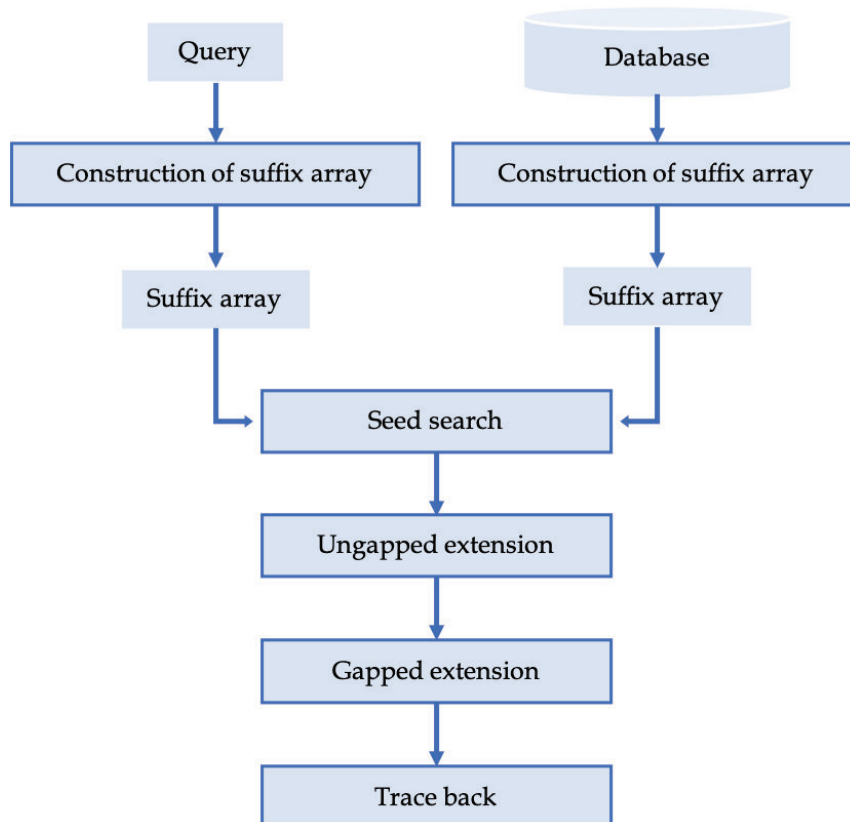 Query
Database
Construction of suffix array
Construction of suffix array
Suffix array
Suffix array
Seed search
Ungapped extension
Gapped extension
Trace back